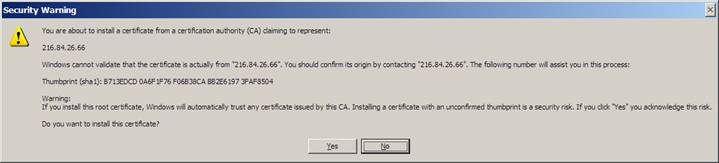 Security Warning
You are about to install a certificate from a certification authority (CA) claiming to represent:
216.84.26.66
Windows cannot validate that the certificate is actually from "216.84.26.66". You should confirm its origin by contacting "216.84.26.66". The following number will assist you in this process:
Thumbprint (sha1): B713EDCD 0A6F1F76 F06B38CA BB2E6197 3FAF8504
Warning:
If you install this root certificate, Windows will automatically trust any certificate issued by this CA. Installing a certificate with an unconfirmed thumbprint is a security risk. If you click "Yes" you acknowledge this risk.
Do you want to install this certificate?
Yes No